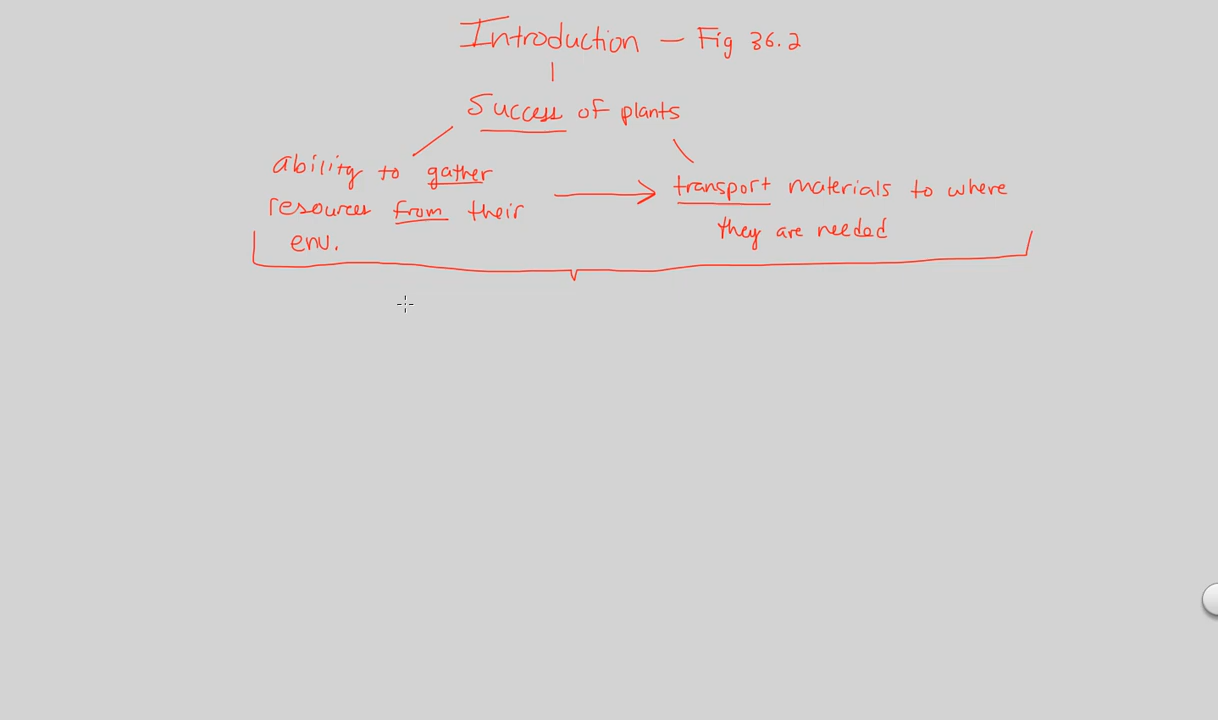 Introduction — Fig 36.2
Success of plants
ability to gather
resources from their
env.
transport materials to where
they are needed